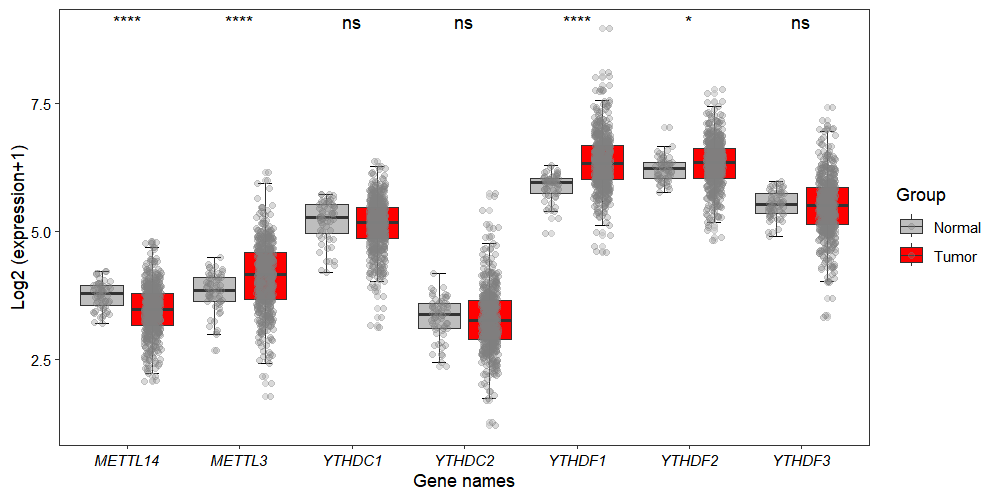 **** **** ns ns **** * ns
7.5
5.0
2.5
Log2 (expression+1)
METTL14 METTL3 YTHDC1 YTHDC2 YTHDF1 YTHDF2 YTHDF3
Gene names
Group
Normal
Tumor